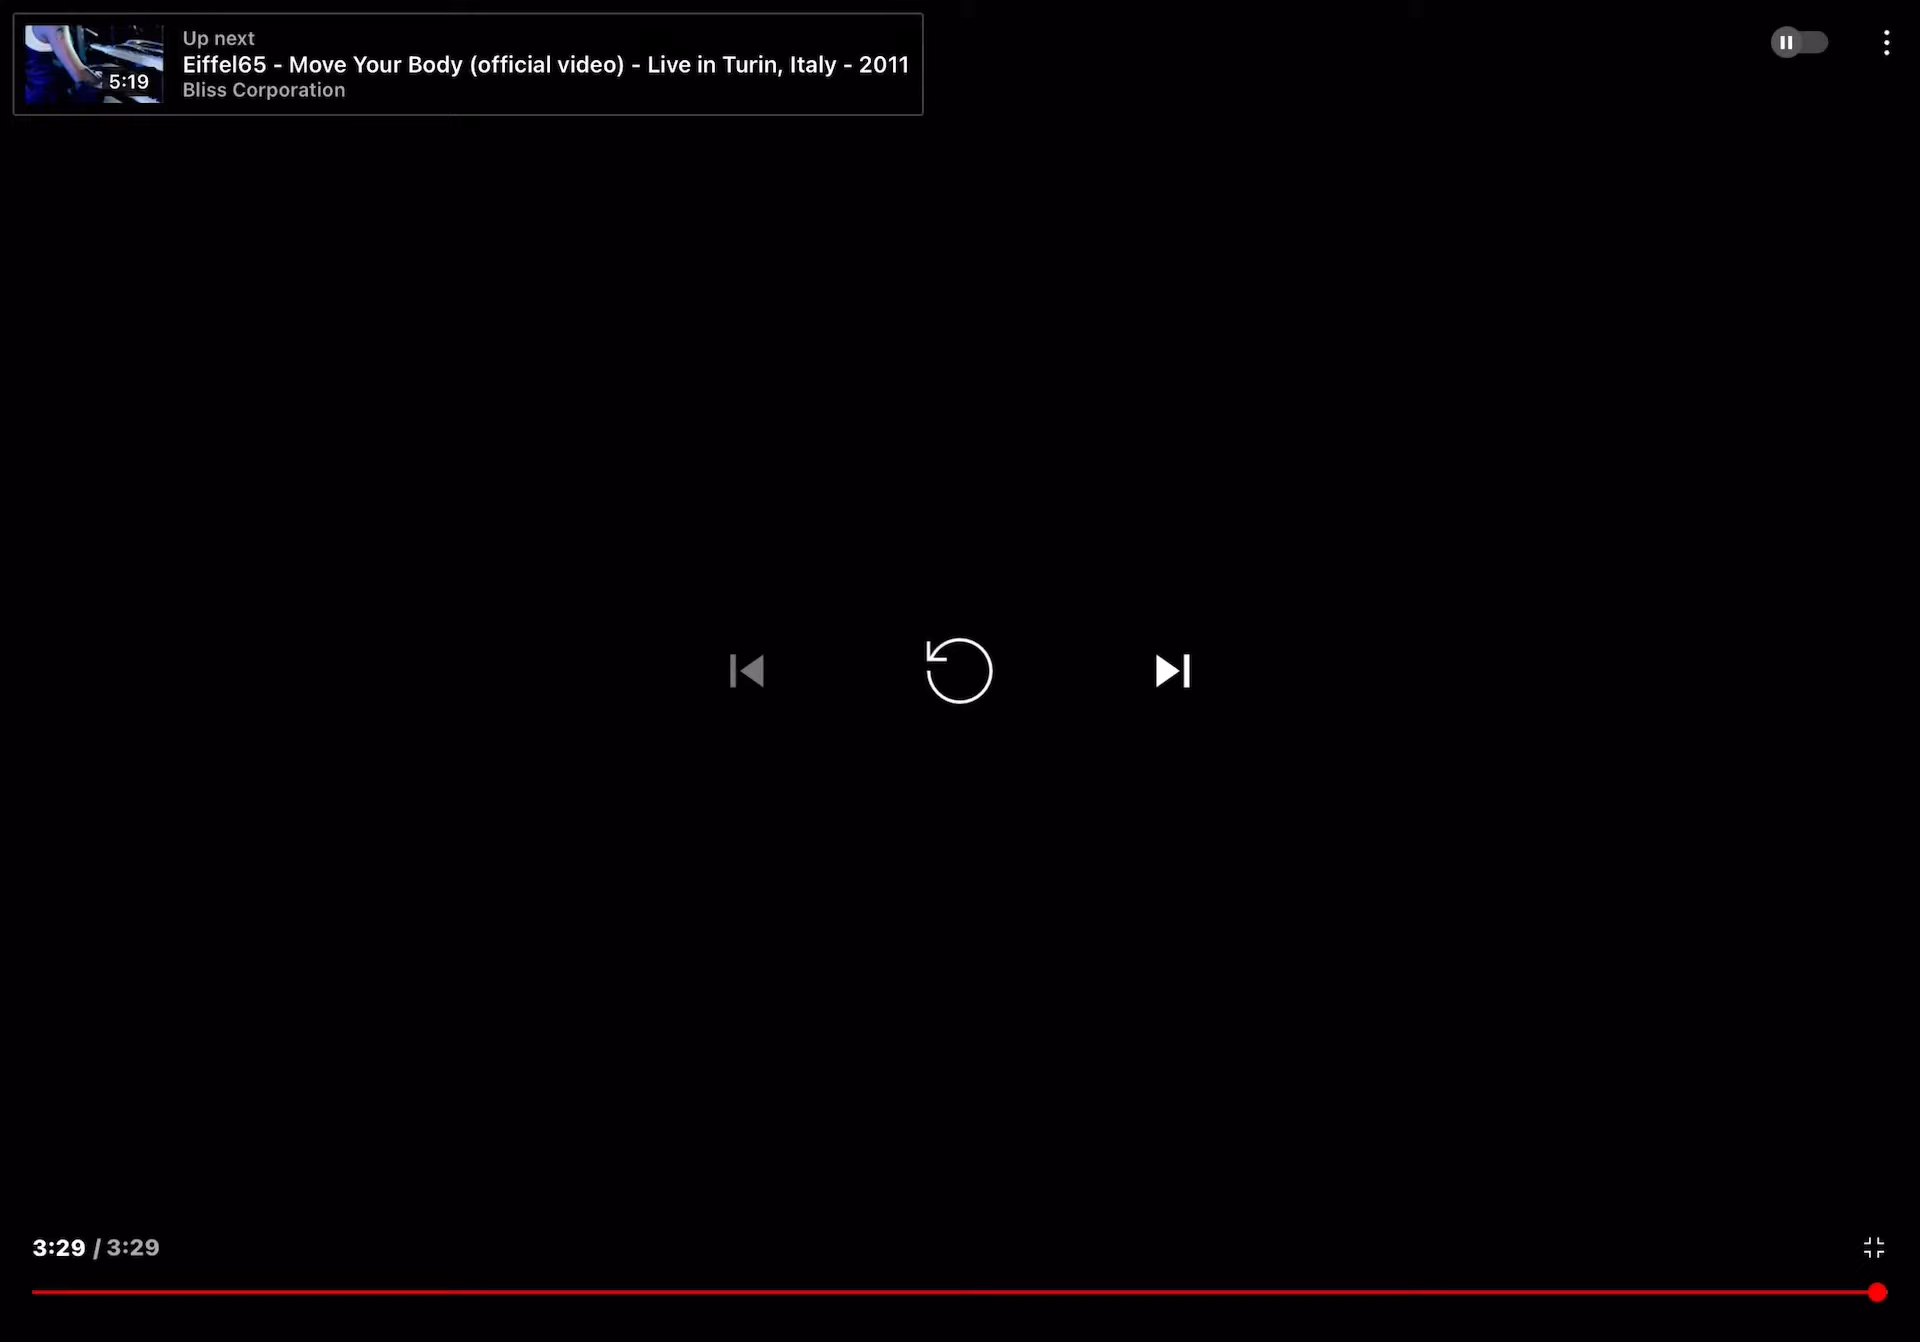 Up next
Eiffel65 - Move Your Body (official video) - Live in Turin, Italy - 2011
Bliss Corporation
5:19
3:29 / 3:29